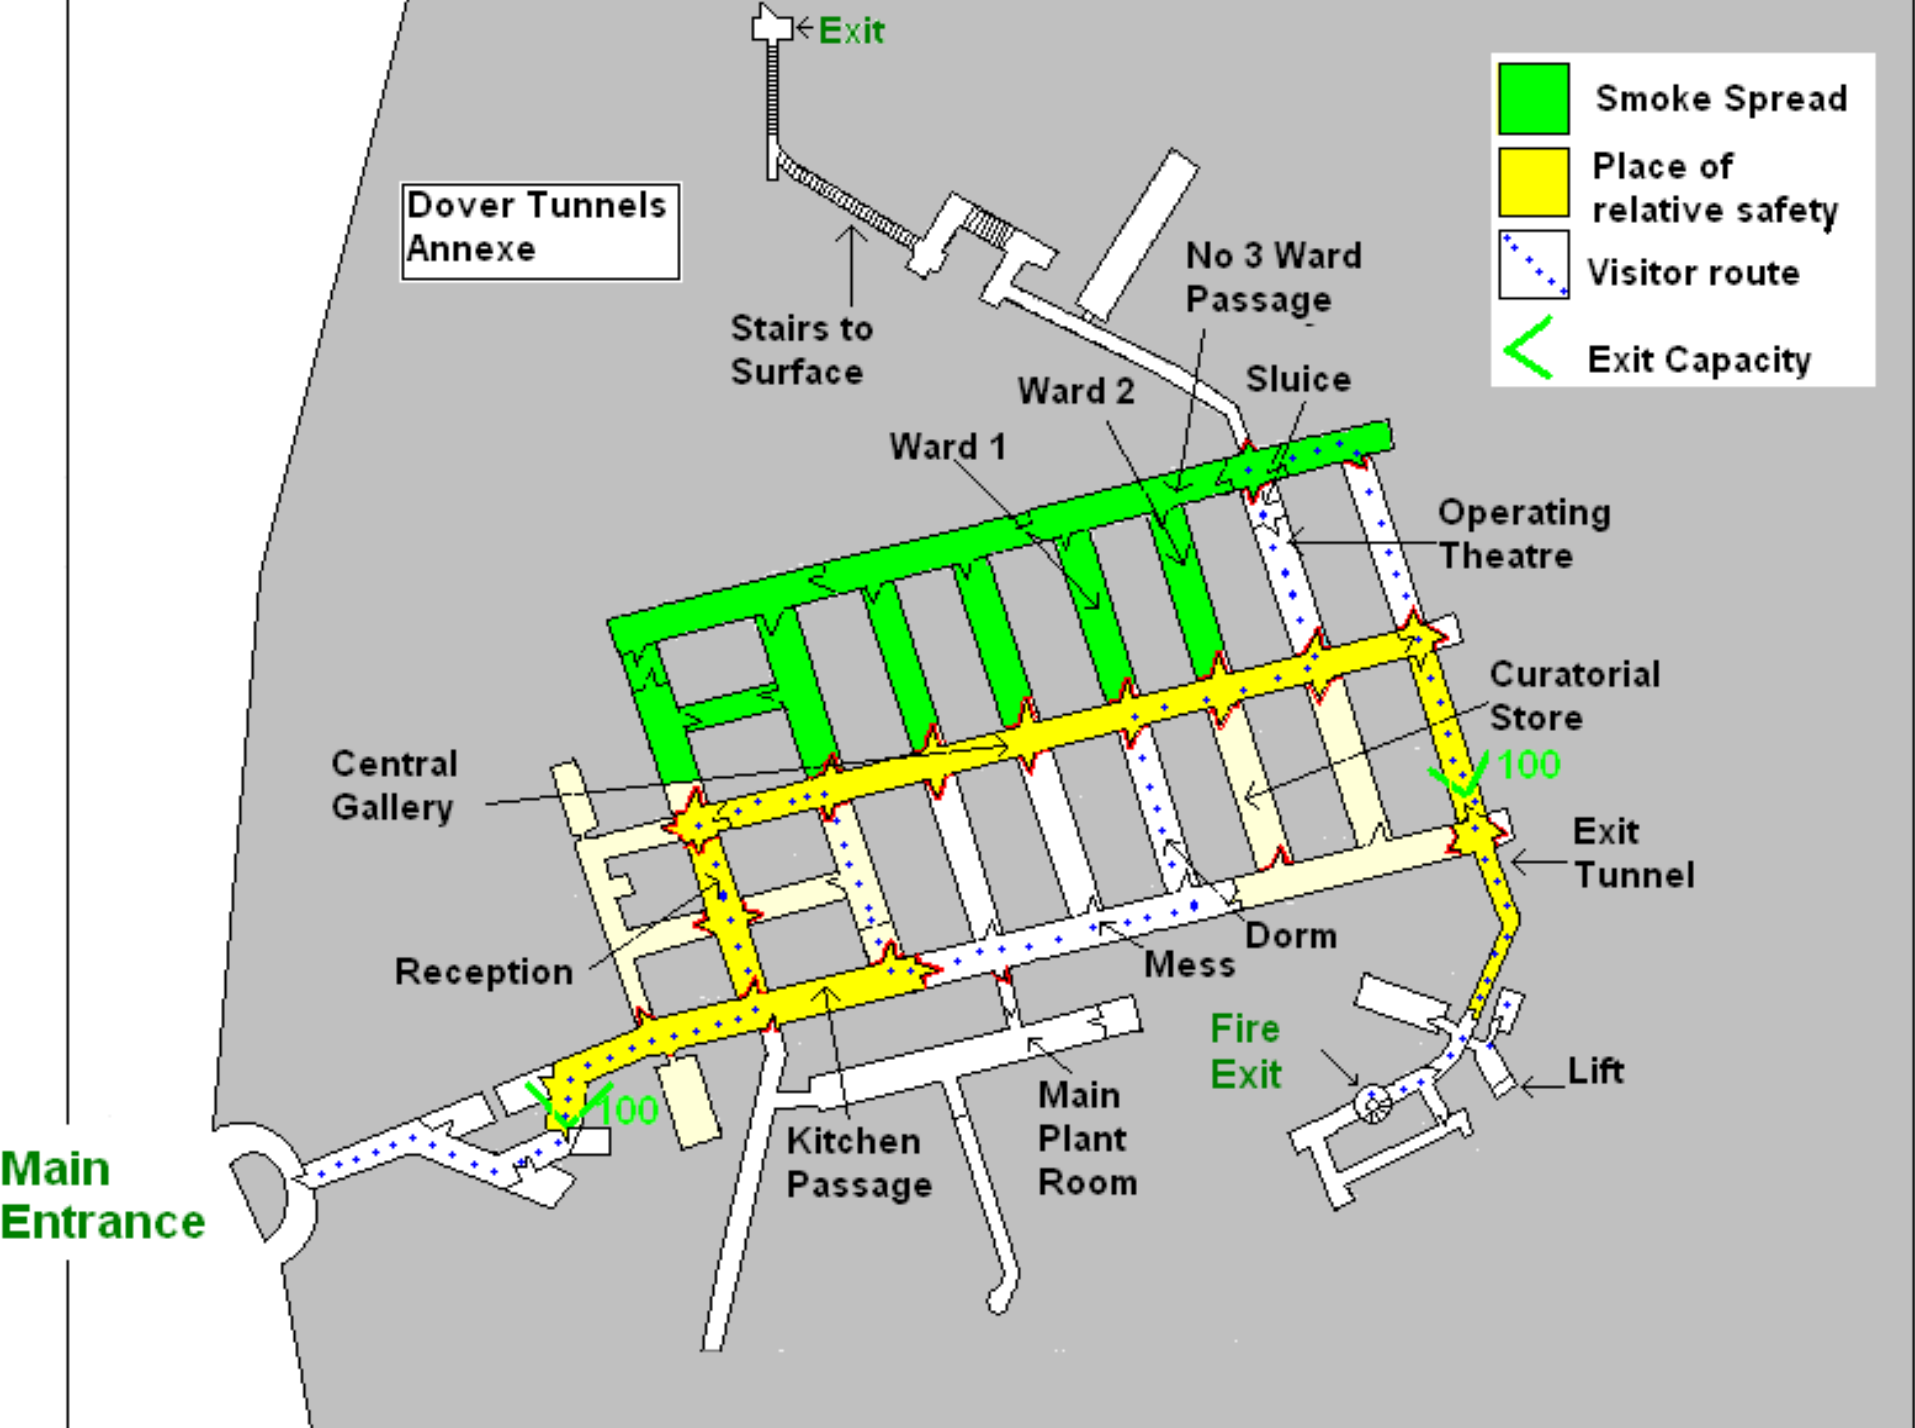 Exit
Smoke Spread
Place of
relative safety
Visitor route
Exit Capacity
Dover Tunnels
Annexe
No 3 Ward
Passage
Stairs to
Surface
Ward 2
Sluice
Ward 1
Operating
Theatre
Curatorial
Store
Central
Gallery
100
Exit
Tunnel
Reception
Dorm
Mess
Fire
Exit
Lift
100
Main
Plant
Room
Kitchen
Passage
Main
Entrance